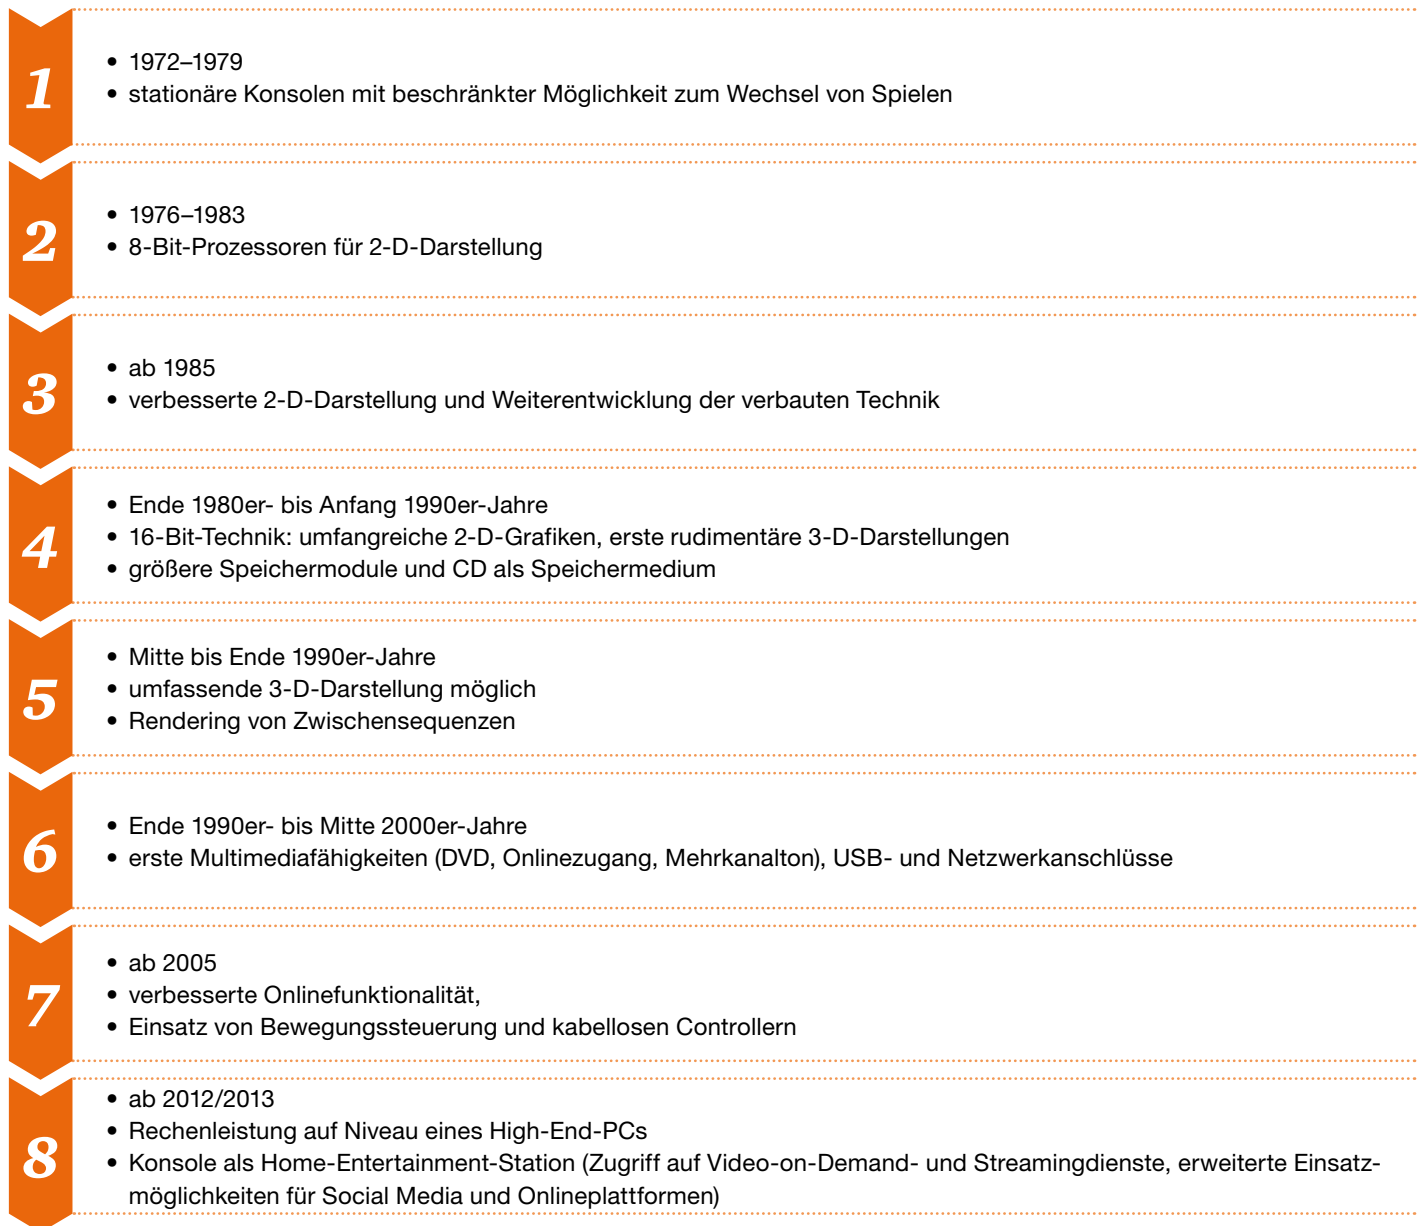 1
• 1972–1979
• stationäre Konsolen mit beschränkter Möglichkeit zum Wechsel von Spielen
2
• 1976–1983
• 8-Bit-Prozessoren für 2-D-Darstellung
3
• ab 1985
• verbesserte 2-D-Darstellung und Weiterentwicklung der verbauten Technik
4
• Ende 1980er- bis Anfang 1990er-Jahre
• 16-Bit-Technik: umfangreiche 2-D-Grafiken, erste rudimentäre 3-D-Darstellungen
• größere Speichermodule und CD als Speichermedium
5
• Mitte bis Ende 1990er-Jahre
• umfassende 3-D-Darstellung möglich
• Rendering von Zwischensequenzen
6
• Ende 1990er- bis Mitte 2000er-Jahre
• erste Multimediafähigkeiten (DVD, Onlinezugang, Mehrkanalton), USB- und Netzwerkanschlüsse
7
• ab 2005
• verbesserte Onlinefunktionalität,
• Einsatz von Bewegungssteuerung und kabellosen Controllern
8
• ab 2012/2013
• Rechenleistung auf Niveau eines High-End-PCs
• Konsole als Home-Entertainment-Station (Zugriff auf Video-on-Demand- und Streamingdienste, erweiterte Einsatz-
möglichkeiten für Social Media und Onlineplattformen)